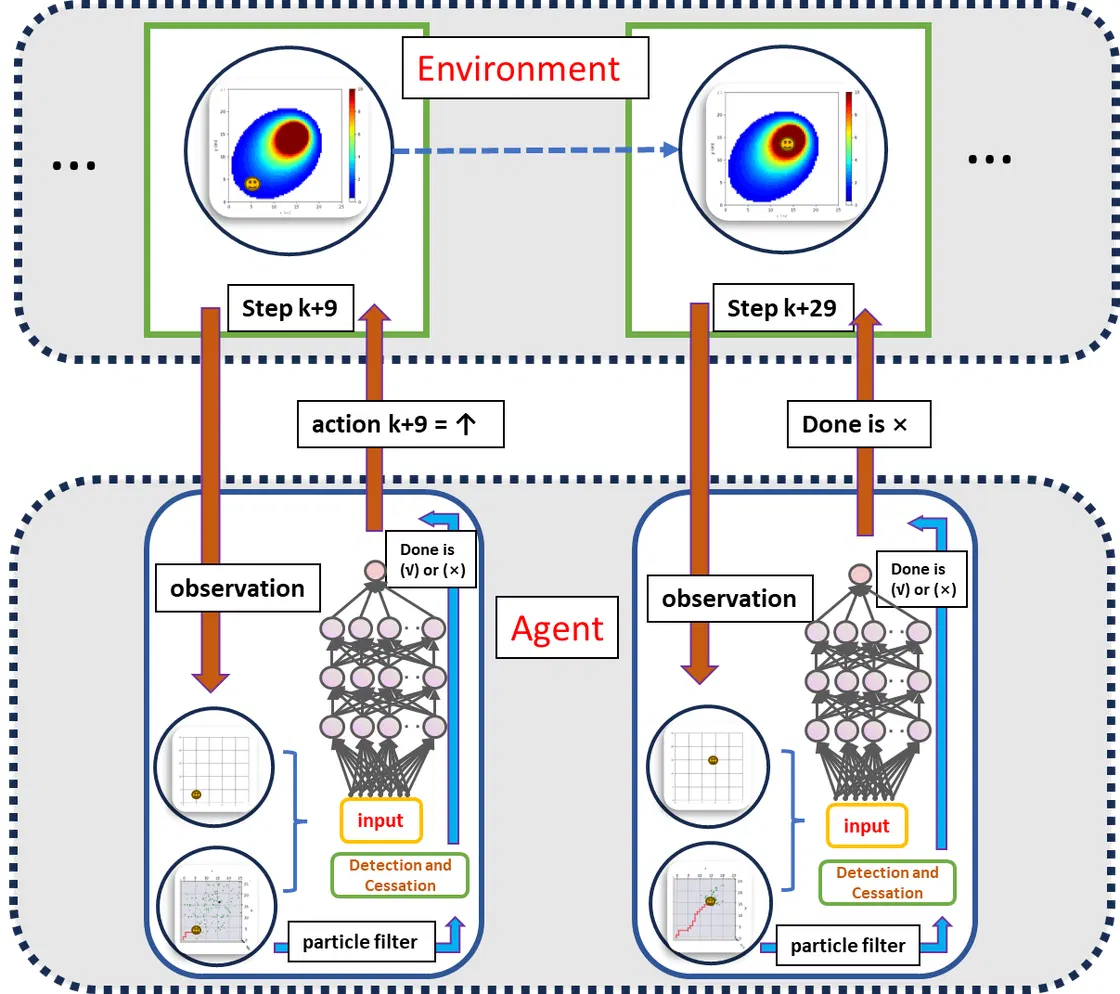 Environment
...
...
Step k+9
Step k+29
action k+9 = ↑
Done is ×
Done is
(√) or (×)
Done is
(√) or (×)
observation
observation
Agent
input
input
Detection and
Cessation
Detection and
Cessation
particle filter
particle filter